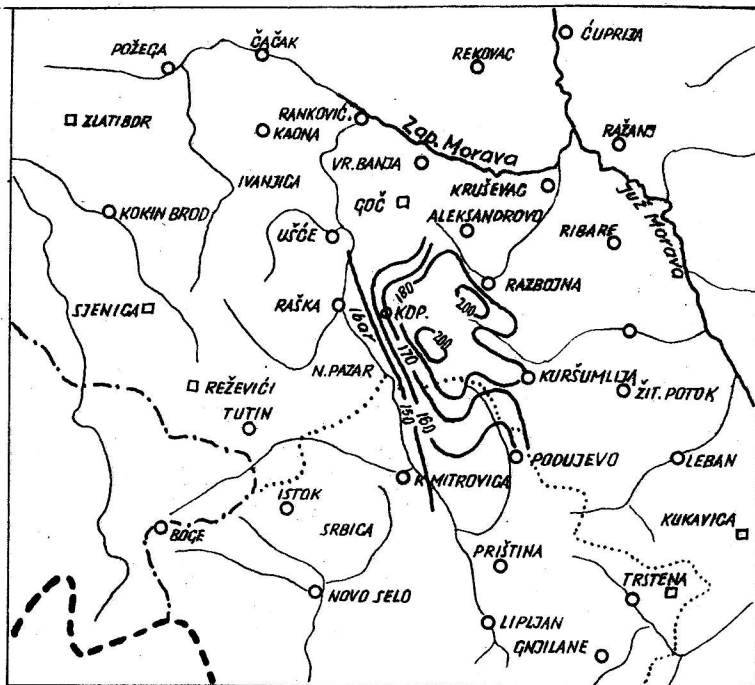 ĆUPRIJA
ČAČAK
POŽEGA
REKOVAC
RANKOVIĆ.
ZLATIBOR
KAONA
Zap. Morava
RAŽANJ
VR. BANJA
IVANJICA
KRUŠEVAC
Juž. Morava
GOČ
KOKIN BROD
ALEKSANDROVO
UŠĆE
RIBARE
180
RAZBOJNA
SJENICA
RAŠKA
Ibar
KOP.
200
200
170
N. PAZAR
REŽEVIĆI
KURŠUMLIJA
TUTIN
150
160
ŽIT. POTOK
PODUJEVO
LEBAN
K. MITROVICA
ISTOK
SRBICA
KUKAVICA
BOGE
PRIŠTINA
TRSTENA
NOVO SELO
LIPLJAN
GNJILANE